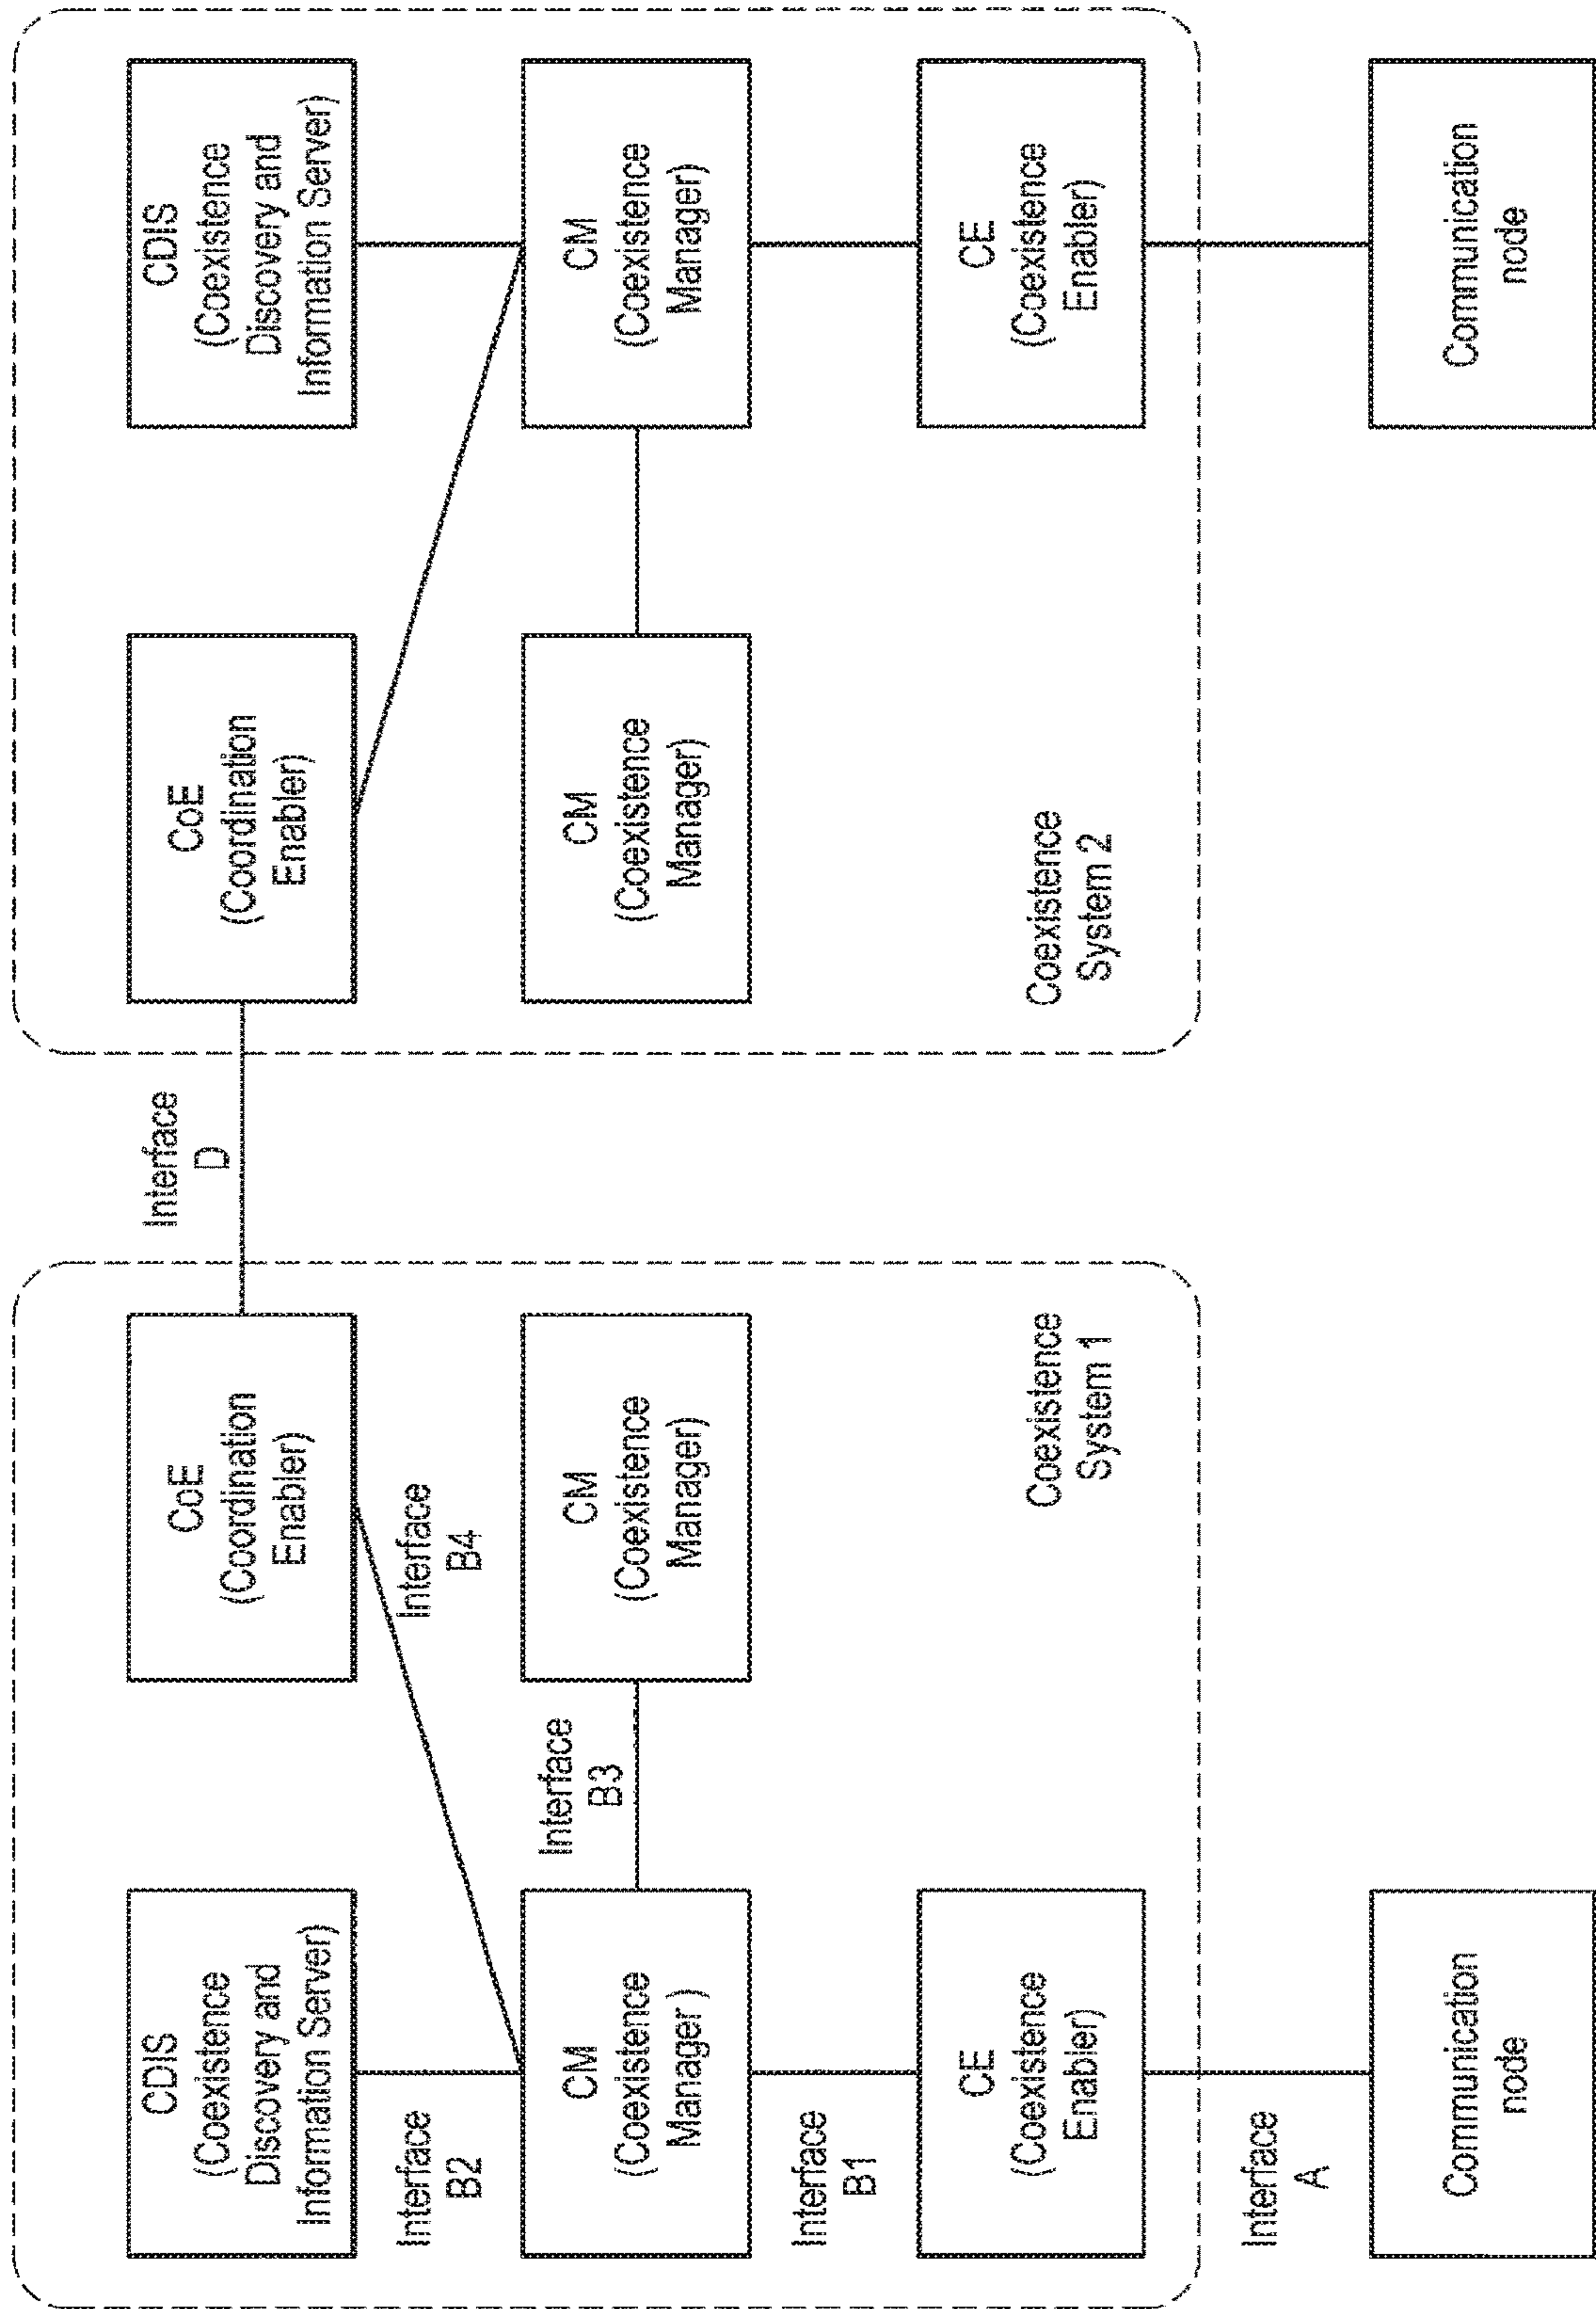 CDIS
(Coexistence
Discovery and
Information Server)
CoE
(Coordination
Enabler)
Interface
D
CoE
(Coordination
Enabler)
CDIS
(Coexistence
Discovery and
Information Server)
Interface
B2
Interface
B4
CM
(Coexistence
Manager )
Interface
B3
CM
(Coexistence
Manager)
CM
(Coexistence
Manager)
CM
(Coexistence
Manager)
Interface
B1
CE
(Coexistence
Enabler)
Coexistence
System 1
Coexistence
System 2
CE
(Coexistence
Enabler)
Interface
A
Communication
node
Communication
node